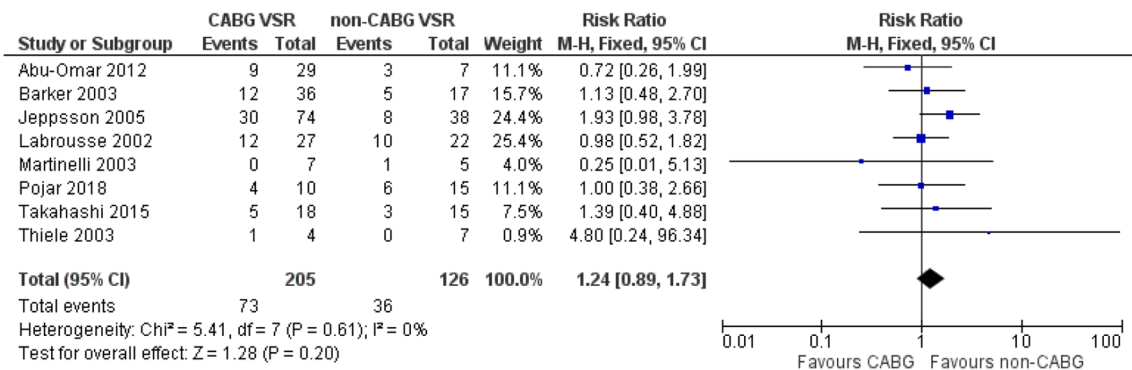 CABG VSR non-CABG VSR Risk Ratio Risk Ratio
Study or Subgroup Events Total Events Total Weight M-H, Fixed, 95% CI M-H, Fixed, 95% CI
Abu-Omar 2012 9 29 3 7 11.1% 0.72 [0.26, 1.99]
Barker 2003 12 36 5 17 15.7% 1.13 [0.48, 2.70]
Jeppsson 2005 30 74 8 38 24.4% 1.93 [0.98, 3.78]
Labrousse 2002 12 27 10 22 25.4% 0.98 [0.52, 1.82]
Martinelli 2003 0 7 1 5 4.0% 0.25 [0.01, 5.13]
Pojar 2018 4 10 6 15 11.1% 1.00 [0.38, 2.66]
Takahashi 2015 5 18 3 15 7.5% 1.39 [0.40, 4.88]
Thiele 2003 1 4 0 7 0.9% 4.80 [0.24, 96.34]
Total (95% CI) 205 126 100.0% 1.24 [0.89, 1.73]
Total events 73 36
Heterogeneity: Chi² = 5.41, df = 7 (P = 0.61); I² = 0%
Test for overall effect: Z = 1.28 (P = 0.20)
0.01 0.1 1 10 100
Favours CABG Favours non-CABG